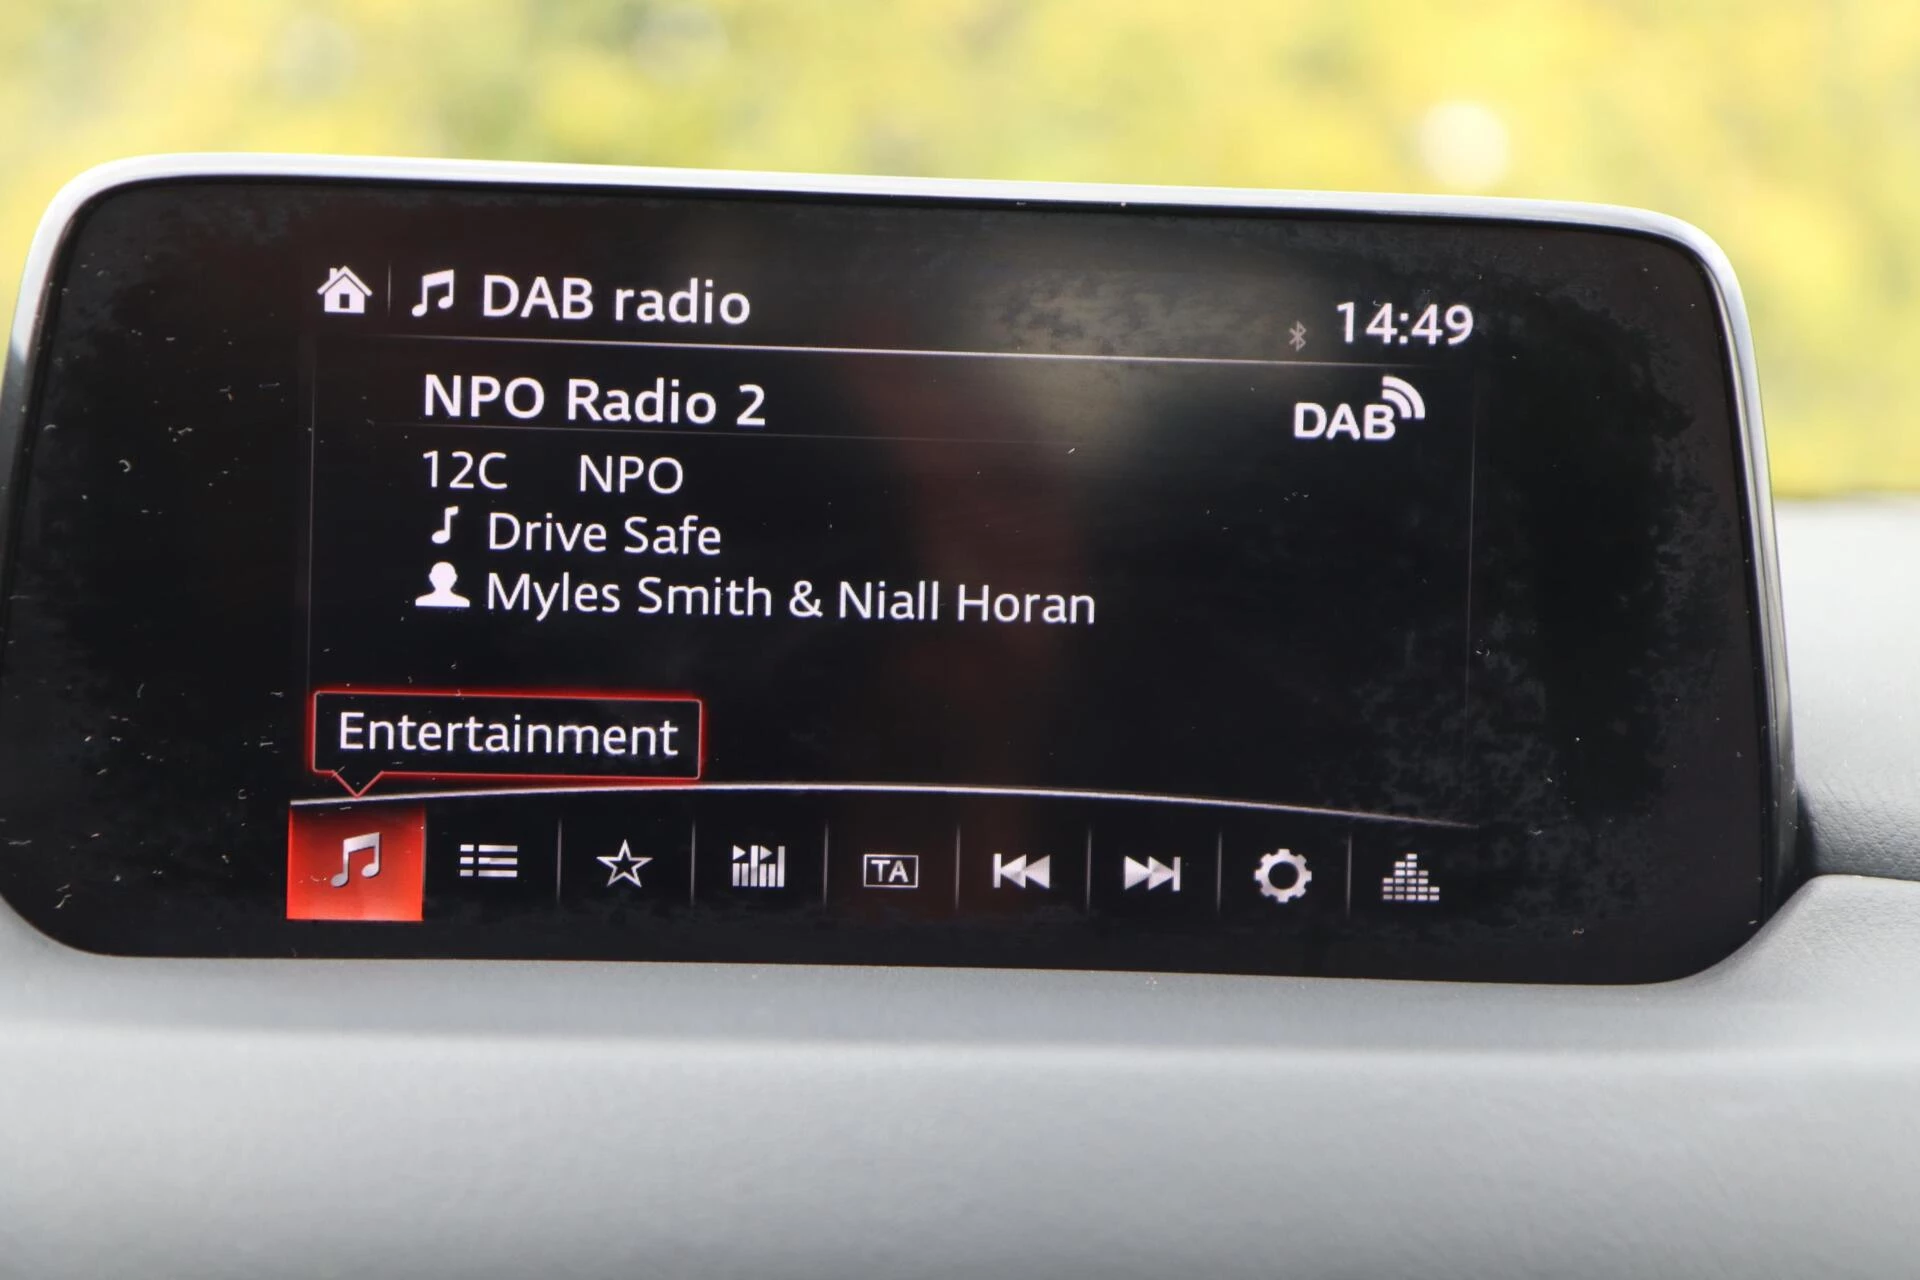 DAB radio
14:49
NPO Radio 2
DAB
12C NPO
Drive Safe
Myles Smith & Niall Horan
Entertainment
TA